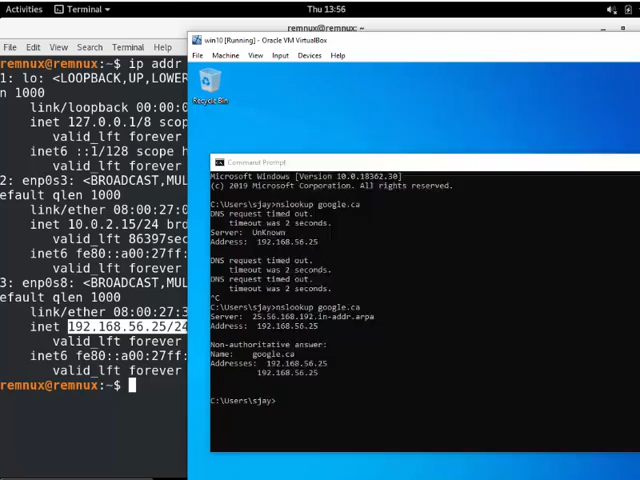 Activities Terminal Thu 13:56
remnux@remnux:~
File Edit View Search Terminal Help
remnux@remnux:~$ ip addr
1: lo: <LOOPBACK,UP,LOWER
n 1000
link/loopback 00:00:0
inet 127.0.0.1/8 scop
valid_lft forever
inet6 ::1/128 scope h
valid_lft forever
2: enp0s3: <BROADCAST,MUL
efault qlen 1000
link/ether 08:00:27:0
inet 10.0.2.15/24 brd
valid_lft 86397sec
inet6 fe80::a00:27ff:
valid_lft forever
3: enp0s8: <BROADCAST,MUL
efault qlen 1000
link/ether 08:00:27:3
inet 192.168.56.25/24
valid_lft forever
inet6 fe80::a00:27ff:
valid_lft forever
remnux@remnux:~$
win10 [Running] - Oracle VM VirtualBox
File Machine View Input Devices Help
Recycle Bin
Command Prompt
Microsoft Windows [Version 10.0.18362.30]
(c) 2019 Microsoft Corporation. All rights reserved.
C:\Users\sjay>nslookup google.ca
DNS request timed out.
timeout was 2 seconds.
Server: UnKnown
Address: 192.168.56.25
DNS request timed out.
timeout was 2 seconds.
DNS request timed out.
timeout was 2 seconds.
^C
C:\Users\sjay>nslookup google.ca
Server: 25.56.168.192.in-addr.arpa
Address: 192.168.56.25
Non-authoritative answer:
Name: google.ca
Addresses: 192.168.56.25
192.168.56.25
C:\Users\sjay>